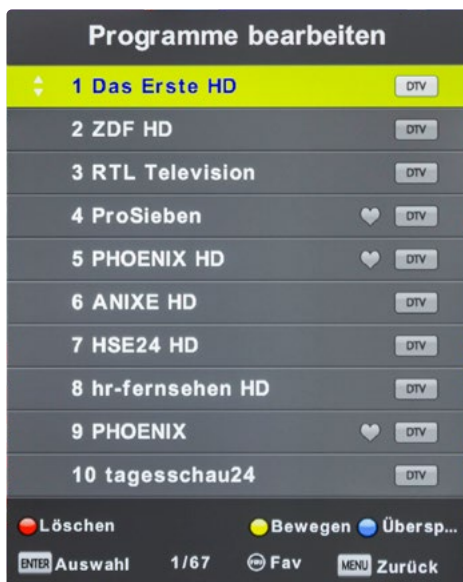 Programme bearbeiten
1 Das Erste HD DTV
2 ZDF HD DTV
3 RTL Television DTV
4 ProSieben DTV
5 PHOENIX HD DTV
6 ANIXE HD DTV
7 HSE24 HD DTV
8 hr-fernsehen HD DTV
9 PHOENIX DTV
10 tagesschau24 DTV
Löschen Bewegen Übersp...
ENTER Auswahl 1/67 FAV Fav MENU Zurück